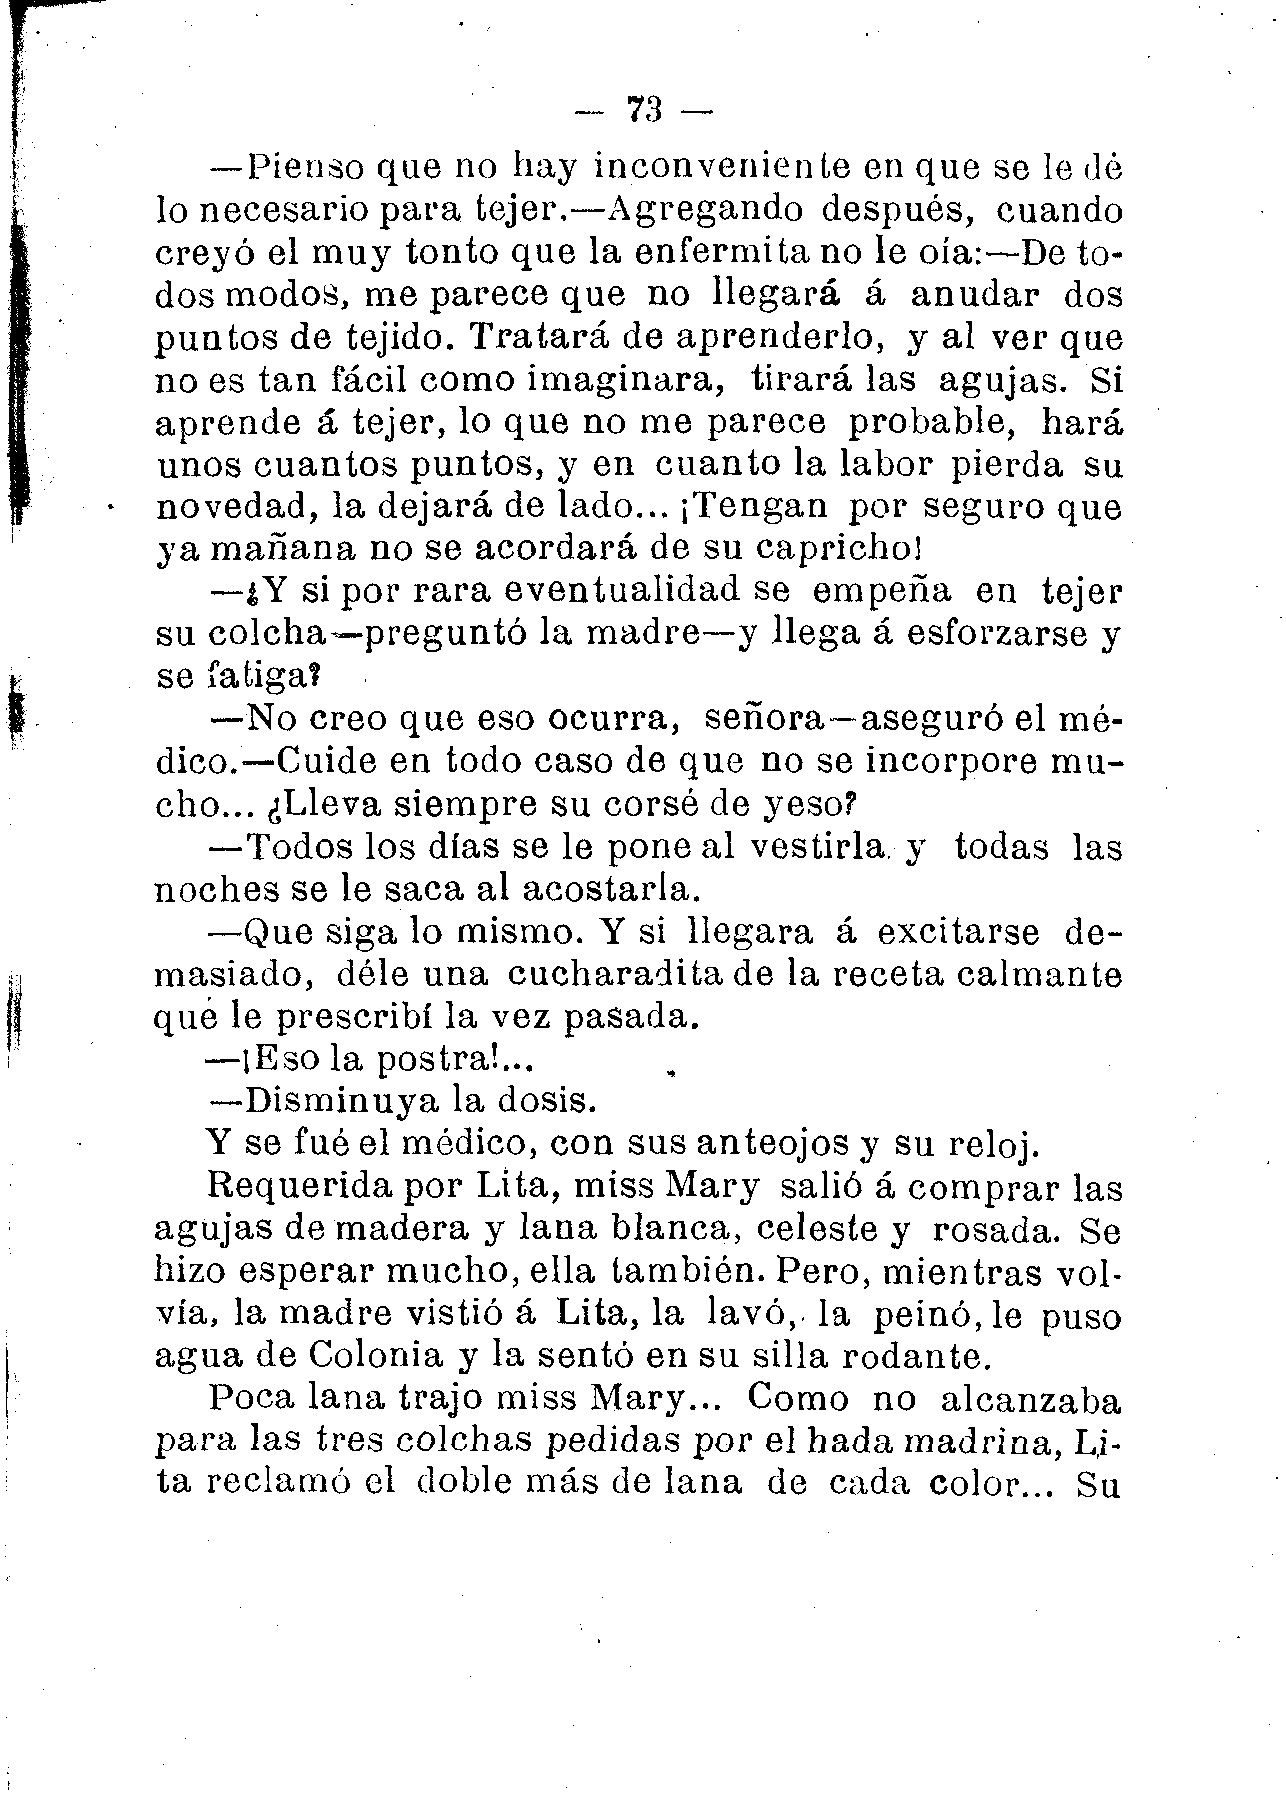 — 73 —
—Pienso que no hay inconveniente en que se le dé
lo necesario para tejer.—Agregando después, cuando
creyó el muy tonto que la enfermita no le oía:—De to-
dos modos, me parece que no llegará á anudar dos
puntos de tejido. Tratará de aprenderlo, y al ver que
no es tan fácil como imaginara, tirará las agujas. Si
aprende á tejer, lo que no me parece probable, hará
unos cuantos puntos, y en cuanto la labor pierda su
novedad, la dejará de lado... ¡Tengan por seguro que
ya mañana no se acordará de su capricho!
—¿Y si por rara eventualidad se empeña en tejer
su colcha—preguntó la madre—y llega á esforzarse y
se fatiga?
—No creo que eso ocurra, señora—aseguró el mé-
dico.—Cuide en todo caso de que no se incorpore mu-
cho... ¿Lleva siempre su corsé de yeso?
—Todos los días se le pone al vestirla. y todas las
noches se le saca al acostarla.
—Que siga lo mismo. Y si llegara á excitarse de-
masiado, déle una cucharadita de la receta calmante
que le prescribí la vez pasada.
—¡Eso la postra!...
—Disminuya la dosis.
Y se fué el médico, con sus anteojos y su reloj.
Requerida por Lita, miss Mary salió á comprar las
agujas de madera y lana blanca, celeste y rosada. Se
hizo esperar mucho, ella también. Pero, mientras vol-
vía, la madre vistió á Lita, la lavó, la peinó, le puso
agua de Colonia y la sentó en su silla rodante.
Poca lana trajo miss Mary... Como no alcanzaba
para las tres colchas pedidas por el hada madrina, Li-
ta reclamó el doble más de lana de cada color... Su